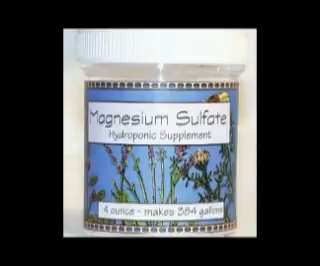 Magnesium Sulfate
Hydroponic Supplement
4 ounce - makes 384 gallons